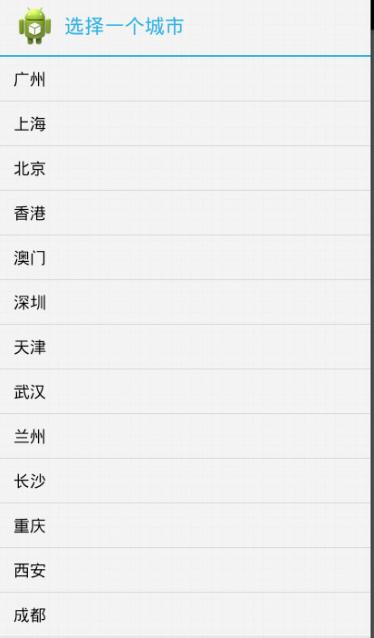 选择一个城市
广州
上海
北京
香港
澳门
深圳
天津
武汉
兰州
长沙
重庆
西安
成都